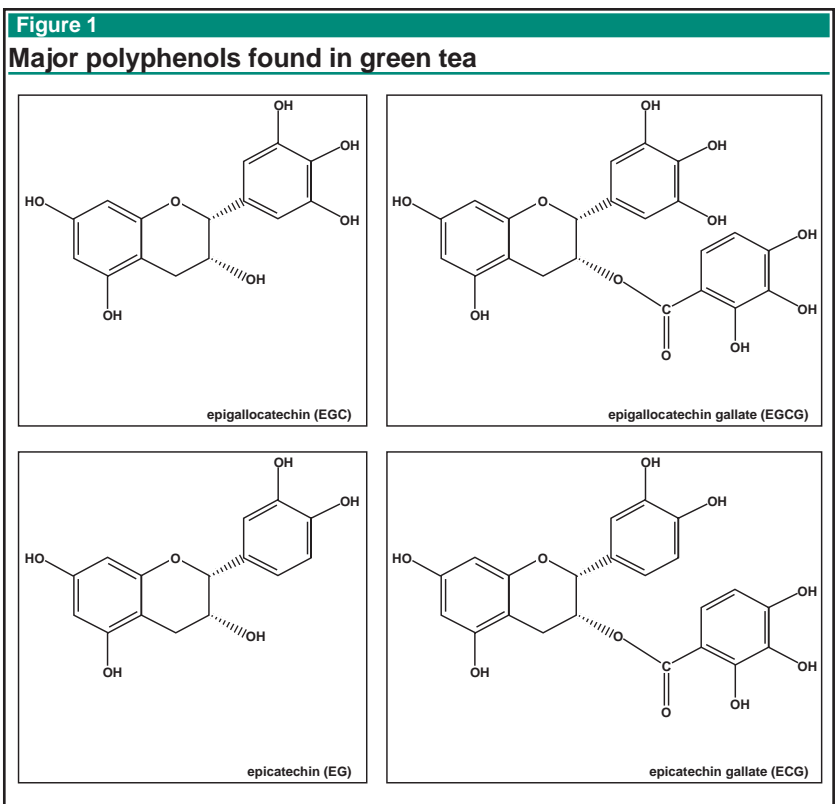 Figure 1
Major polyphenols found in green tea
OH
OH
OH
HO
O
OH
OH
epigallocatechin (EGC)
OH
OH
OH
HO
O
O
C
O
OH
OH
OH
OH
epigallocatechin gallate (EGCG)
OH
OH
HO
O
OH
OH
epicatechin (EG)
OH
OH
HO
O
O
C
O
OH
OH
OH
OH
epicatechin gallate (ECG)